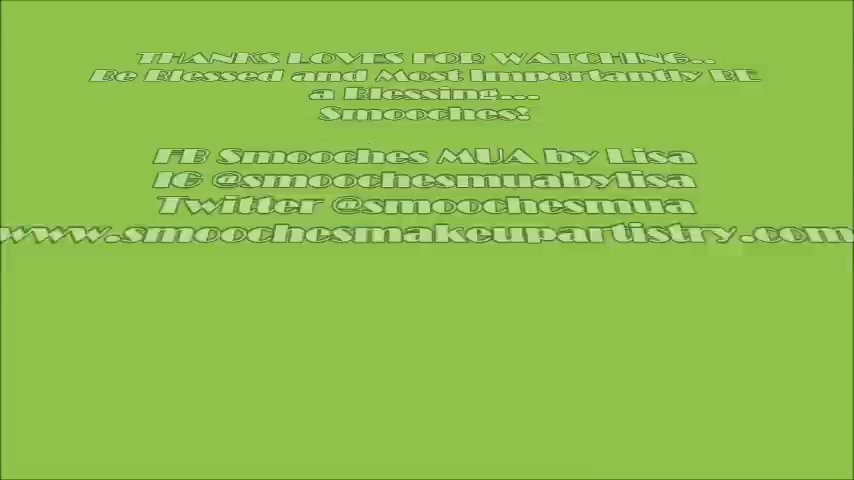 THANKS LOVES FOR WATCHING..
Be Blessed and Most Importantly BE
a Blessing...
Smooches!
FB Smooches MUA by Lisa
IG @smoochesmuabylisa
Twitter @smoochesmua
www.smoochesmakeupartistry.com